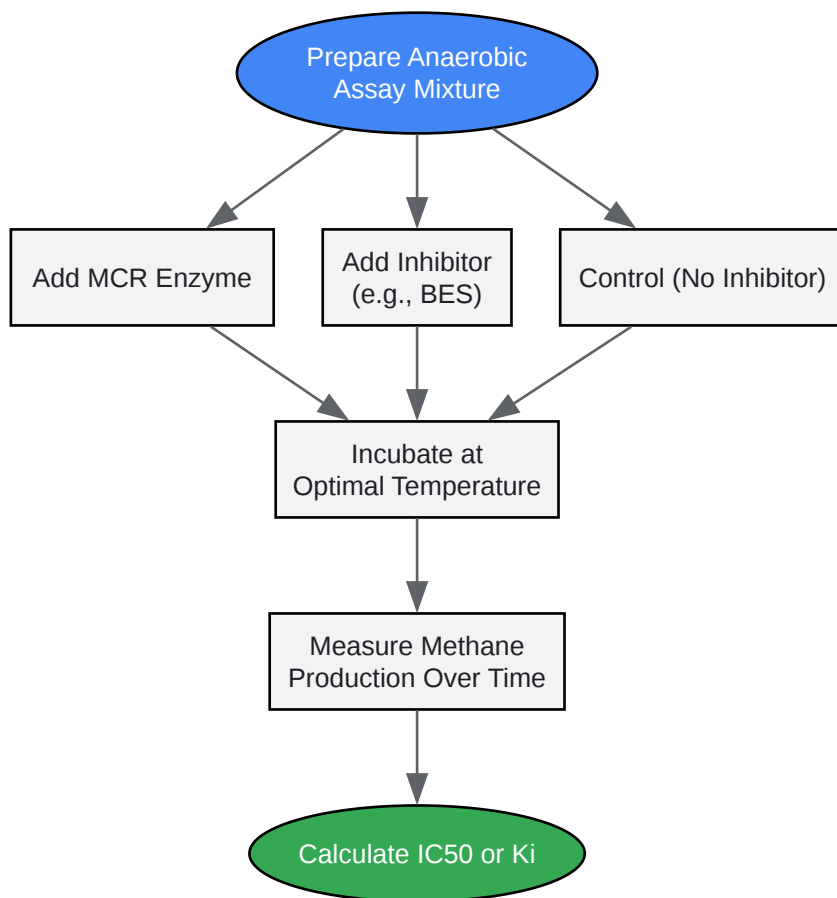 Prepare Anaerobic
Assay Mixture
Add MCR Enzyme
Add Inhibitor
(e.g., BES)
Control (No Inhibitor)
Incubate at
Optimal Temperature
Measure Methane
Production Over Time
Calculate IC50 or Ki